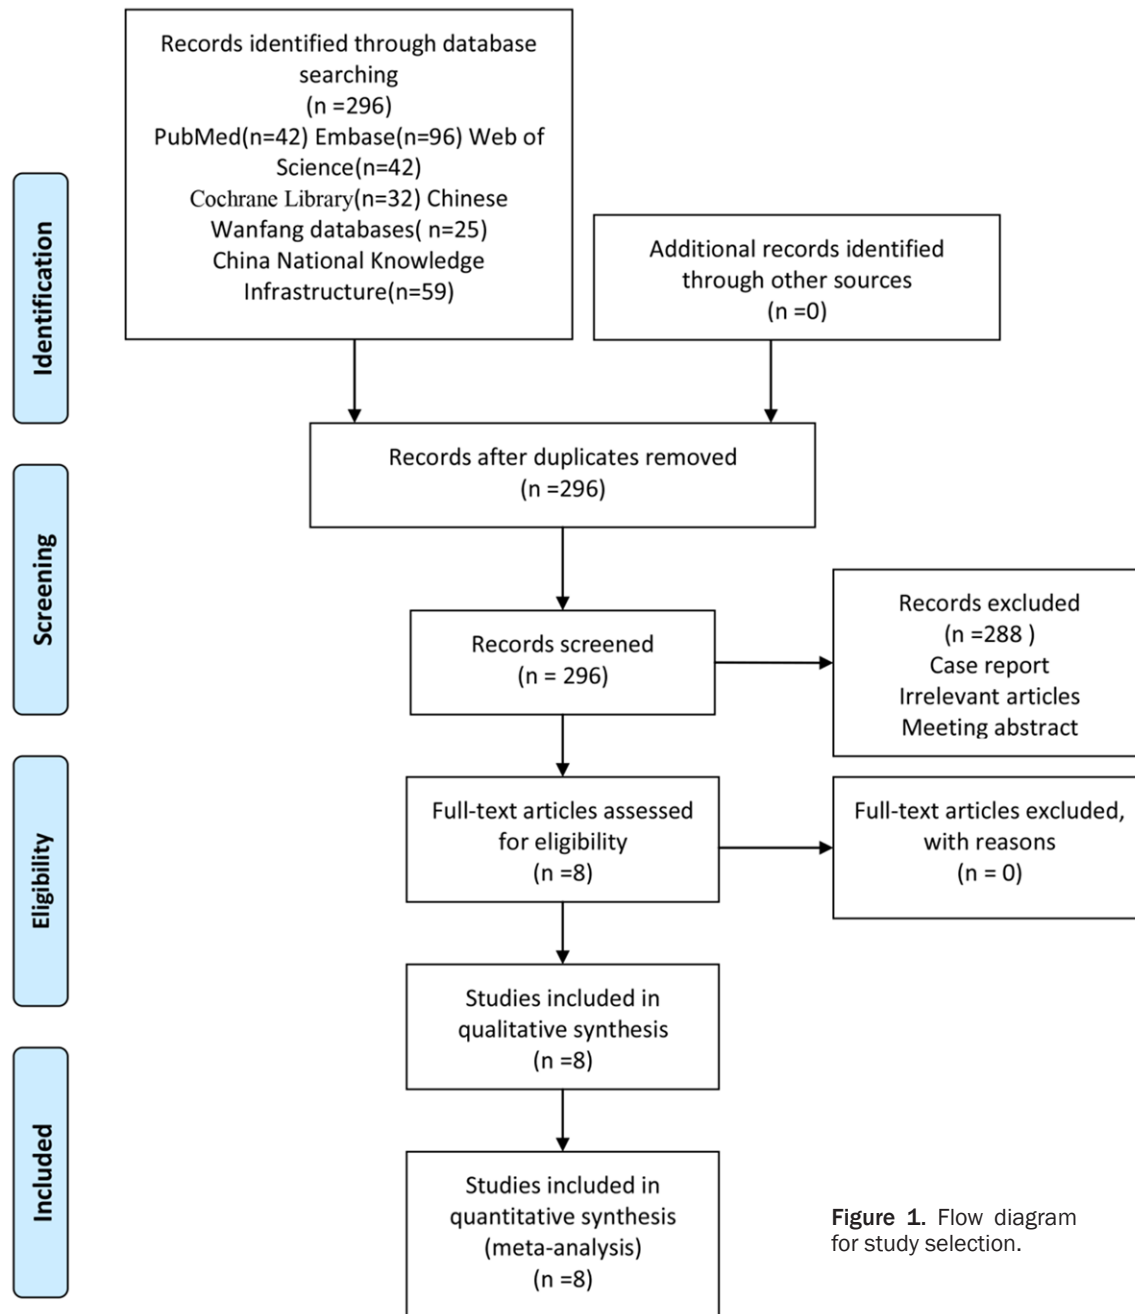 Records identified through database
searching
(n =296)
PubMed(n=42) Embase(n=96) Web of
Science(n=42)
Cochrane Library(n=32) Chinese
Wanfang databases( n=25)
China National Knowledge
Infrastructure(n=59)
Additional records identified
through other sources
(n =0)
Identification
Records after duplicates removed
(n =296)
Screening
Records screened
(n = 296)
Records excluded
(n =288 )
Case report
Irrelevant articles
Meeting abstract
Eligibility
Full-text articles assessed
for eligibility
(n =8)
Full-text articles excluded,
with reasons
(n = 0)
Studies included in
qualitative synthesis
(n =8)
Included
Studies included in
quantitative synthesis
(meta-analysis)
(n =8)
Figure 1. Flow diagram
for study selection.